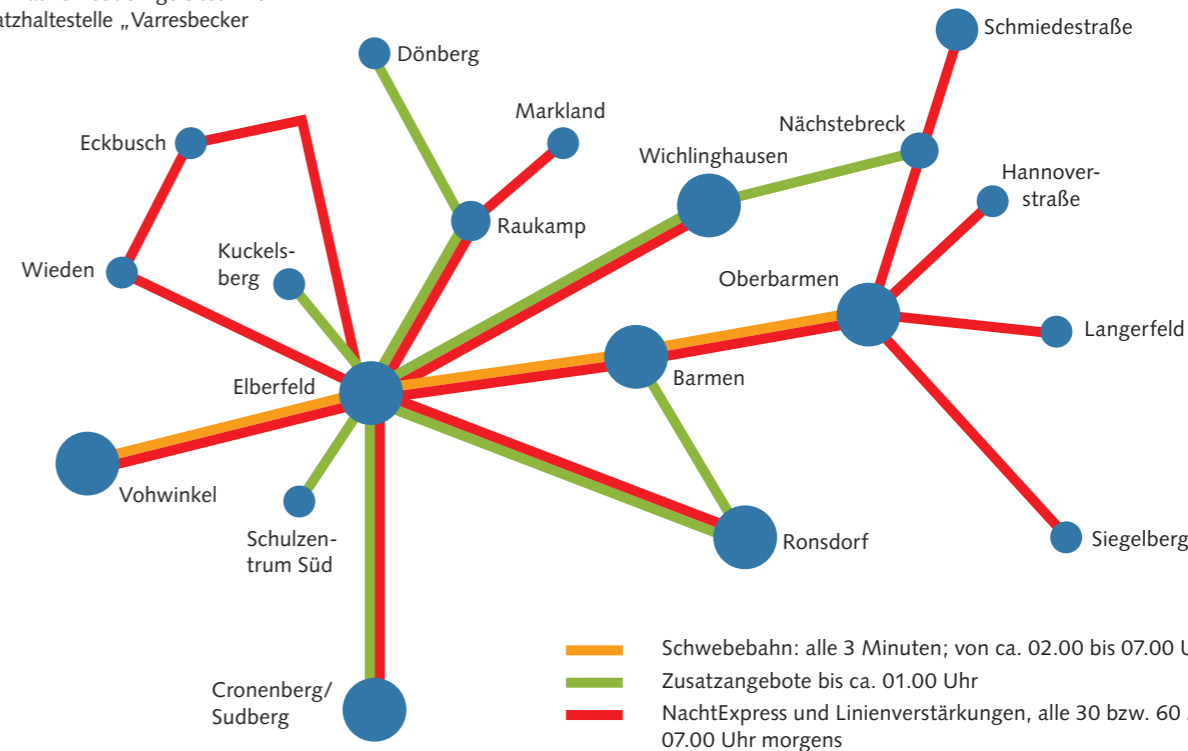 atzhaltestelle „Varresbecker
Schmiedestraße
Dönberg
Markland
Eckbusch
Nächstebreck
Wichlinghausen
Hannover-
straße
Raukamp
Kuckels-
berg
Wieden
Oberbarmen
Langerfeld
Elberfeld
Barmen
Vohwinkel
Schulzen-
trum Süd
Ronsdorf
Siegelberg
Cronenberg/
Sudberg
Schwebebahn: alle 3 Minuten; von ca. 02.00 bis 07.00 U
Zusatzangebote bis ca. 01.00 Uhr
NachtExpress und Linienverstärkungen, alle 30 bzw. 60
07.00 Uhr morgens